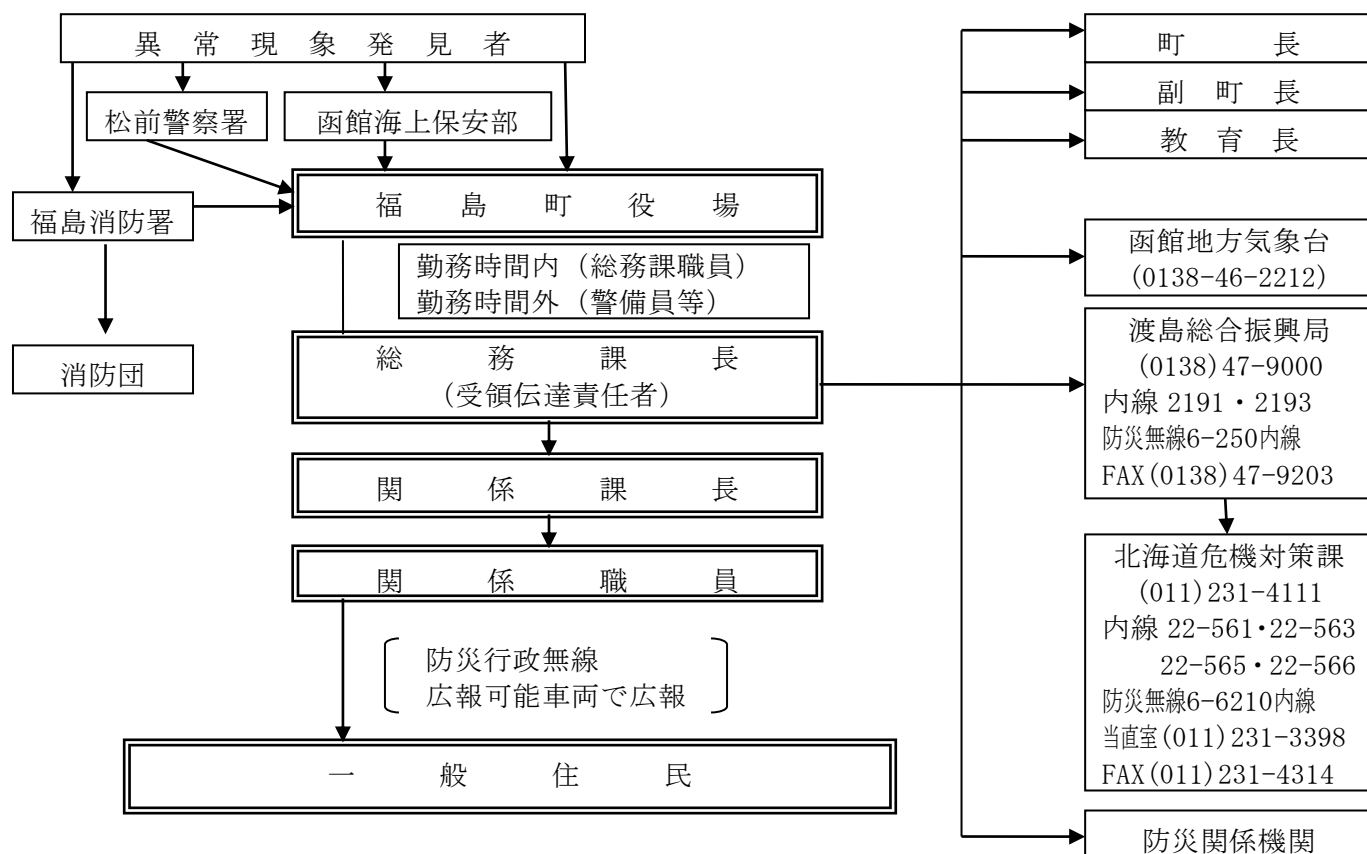 異常現象発見者
松前警察署
函館海上保安部
福島消防署
福島町役場
勤務時間内（総務課職員）
勤務時間外（警備員等）
消防団
総務課長
（受領伝達責任者）
関係課長
関係職員
防災行政無線
広報可能車両で広報
一般住民
町長
副町長
教育長
函館地方気象台
(0138-46-2212)
渡島総合振興局
(0138)47-9000
内線 2191・2193
防災無線6-250内線
FAX(0138)47-9203
北海道危機対策課
(011)231-4111
内線 22-561・22-563
22-565・22-566
防災無線6-6210内線
当直室(011)231-3398
FAX(011)231-4314
防災関係機関